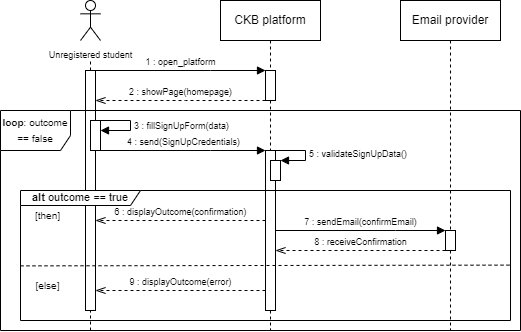 CKB platform
Email provider
Unregistered student
1 : open_platform
2 : showPage(homepage)
loop: outcome
== false
3 : fillSignUpForm(data)
4 : send(SignUpCredentials)
5 : validateSignUpData()
alt outcome == true
[then]
6 : displayOutcome(confirmation)
7 : sendEmail(confirmEmail)
8 : receiveConfirmation
[else]
9 : displayOutcome(error)